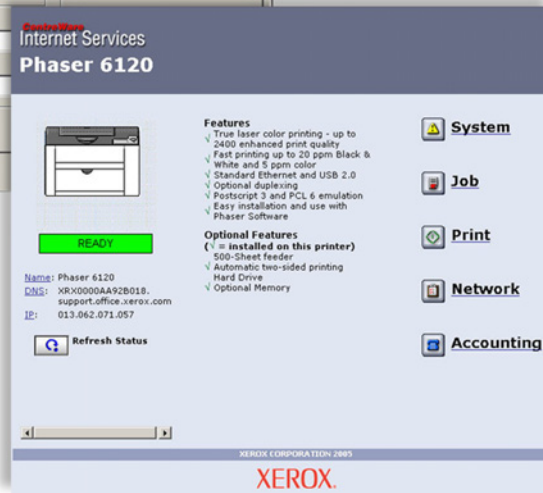 CentreWare
Internet Services
Phaser 6120
Features
√ True laser color printing - up to
2400 enhanced print quality
√ Fast printing up to 20 ppm Black &
White and 5 ppm color
√ Standard Ethernet and USB 2.0
√ Optional duplexing
√ Postscript 3 and PCL 6 emulation
√ Easy installation and use with
Phaser Software
Optional Features
(√ = installed on this printer)
500-Sheet feeder
√ Automatic two-sided printing
Hard Drive
√ Optional Memory
READY
Name: Phaser 6120
DNS: XRX0000AA92B018.
support.office.xerox.com
IP: 013.062.071.057
Refresh Status
System
Job
Print
Network
Accounting
XEROX CORPORATION 2005
XEROX.